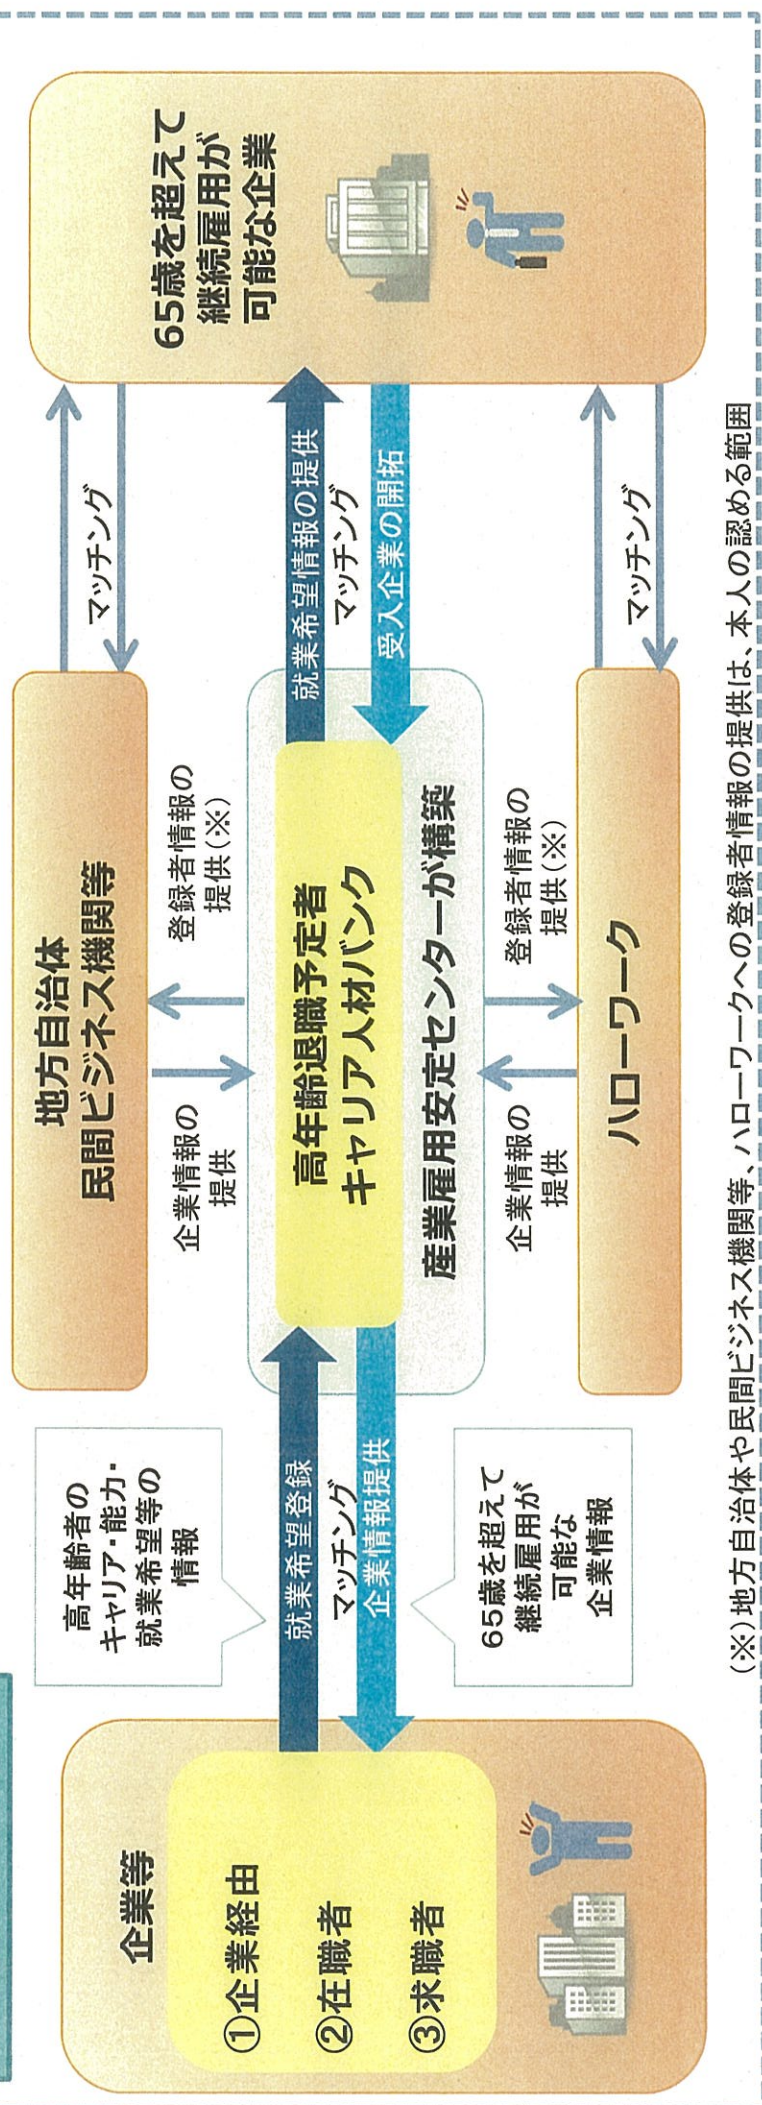 企業等
①企業経由
②在職者
③求職者
高年齢者の
キャリア・能力・
就業希望等の
情報
就業希望登録
マッチング
企業情報提供
65歳を超えて
継続雇用が
可能な
企業情報
地方自治体
民間ビジネス機関等
企業情報の
提供
登録者情報の
提供(※)
高年齢退職予定者
キャリア人材バンク
産業雇用安定センターが構築
企業情報の
提供
登録者情報の
提供(※)
ハローワーク
マッチング
就業希望情報の提供
マッチング
受入企業の開拓
マッチング
65歳を超えて
継続雇用が
可能な企業
(※)地方自治体や民間ビジネス機関等、ハローワークへの登録者情報の提供は、本人の認める範囲